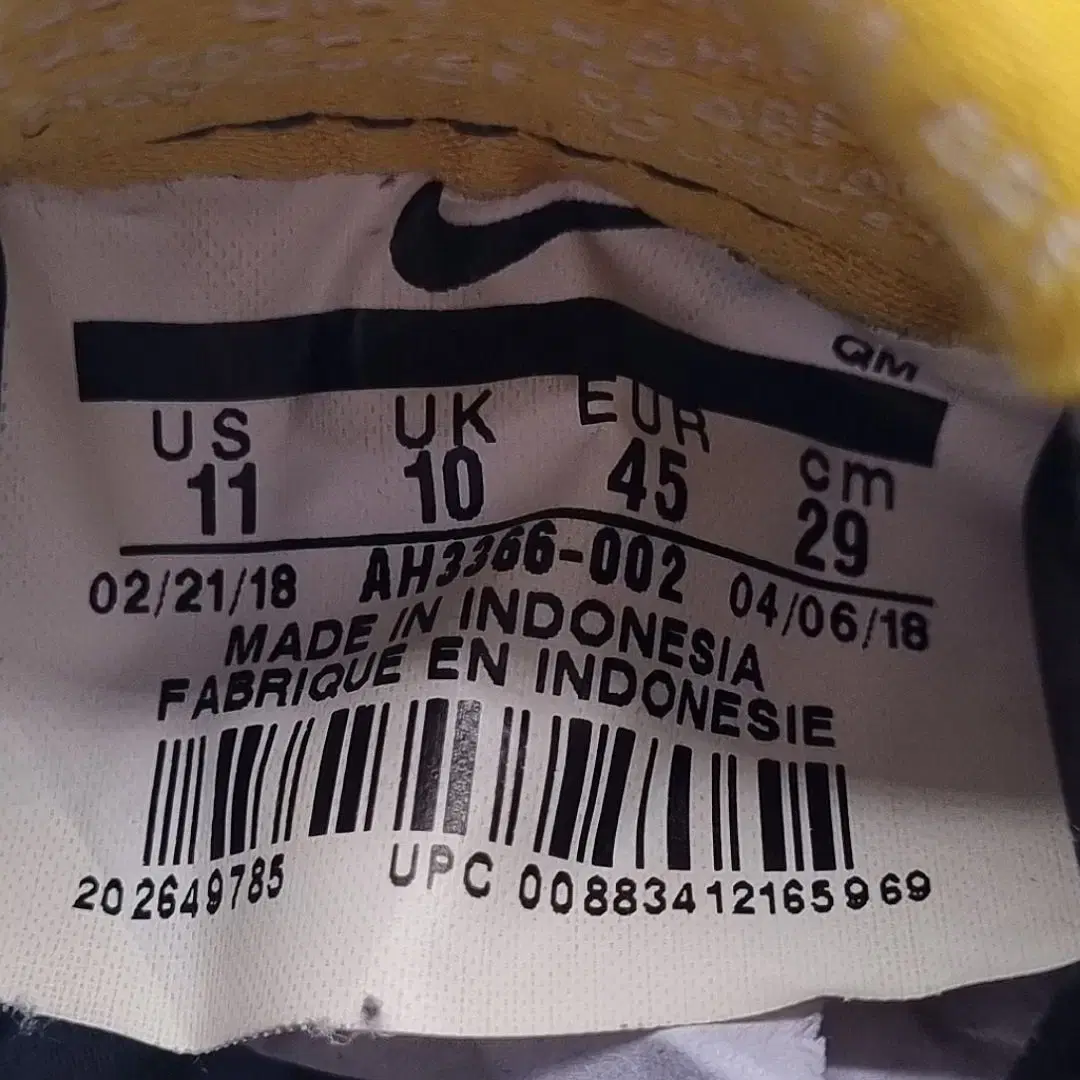 QM
US UK EUR cm
11 10 45 29
02/21/18 AH3366-002 04/06/18
MADE IN INDONESIA
FABRIQUE EN INDONESIE
202649785 UPC 00883412165969